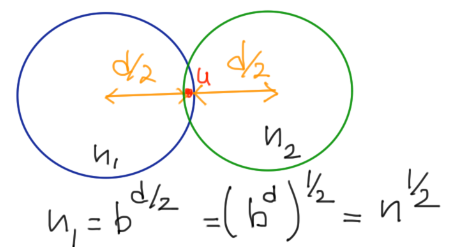 d/2 u d/2
n₁ n₂
n₁ = b^{d/2} = (b^d)^{1/2} = n^{1/2}